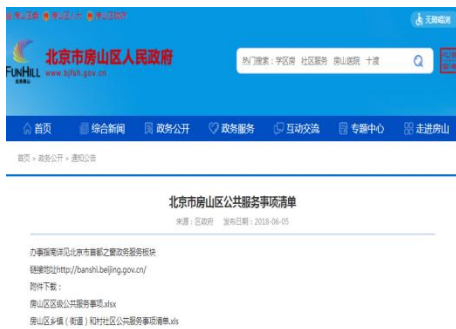 无障碍浏览
北京市房山区人民政府
FUNHILL www.bjfsh.gov.cn
热门搜索：学区房 社区服务 房山医院 十渡
首页 综合新闻 政务公开 政务服务 互动交流 专题中心 走进房山
首页 > 政务公开 > 通知公告
北京市房山区公共服务事项清单
来源：区政府 发布日期：2018-06-05
办事指南详见北京市首都之窗政务服务板块
链接地址http://banshi.beijing.gov.cn/
附件下载：
房山区区级公共服务事项.xlsx
房山区乡镇（街道）和村社区公共服务事项清单.xls